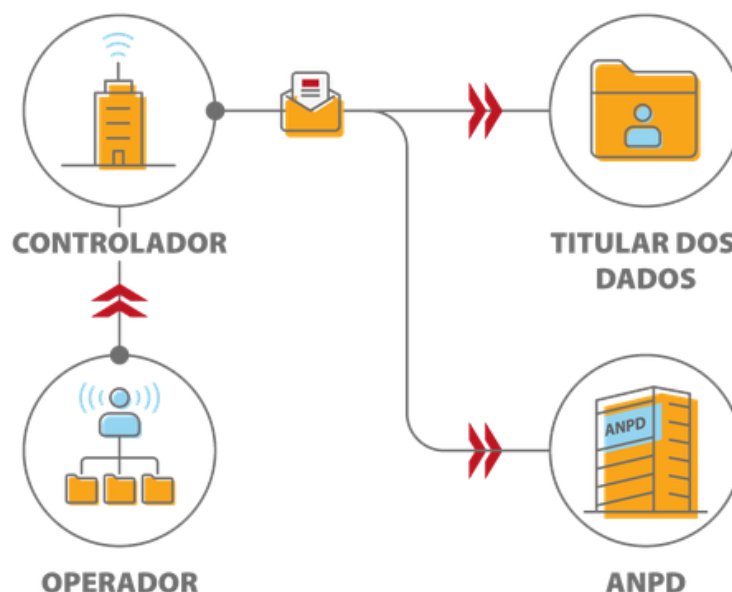 CONTROLADOR
TITULAR DOS
DADOS
ANPD
OPERADOR
ANPD